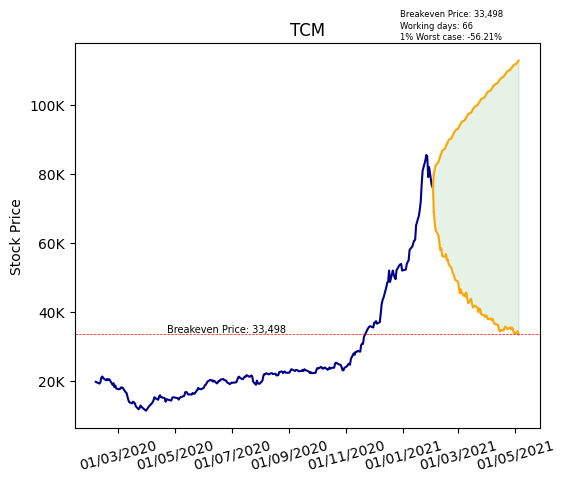 Breakeven Price: 33,498
Working days: 66
1% Worst case: -56.21%
TCM
Stock Price
100K
80K
60K
40K
20K
Breakeven Price: 33,498
01/03/2020
01/05/2020
01/07/2020
01/09/2020
01/11/2020
01/01/2021
01/03/2021
01/05/2021